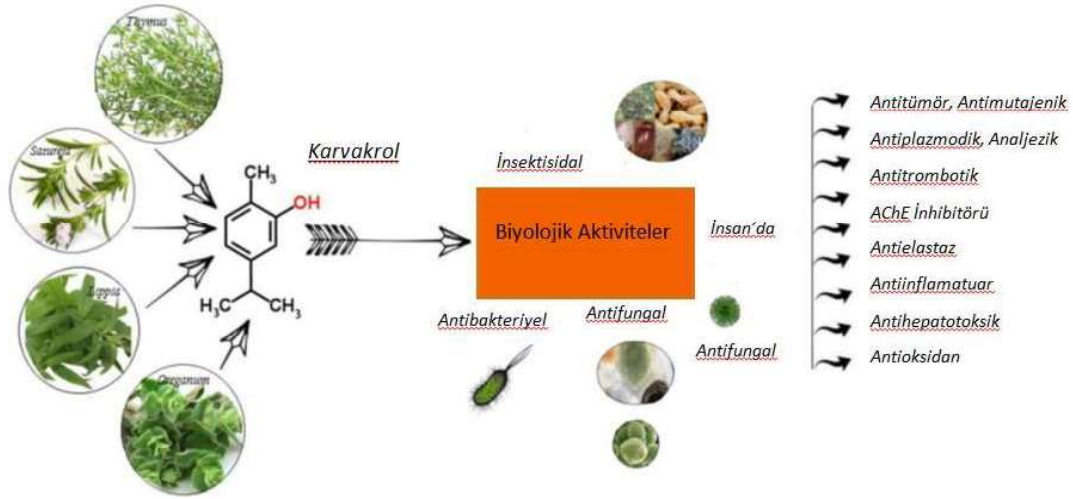 Thymus
Satureja
Lippia
Oreganum
Karvakrol
CH₃
OH
H₃C
CH₃
İnsektisidal
Biyolojik Aktiviteler
İnsan´da
Antibakteriyel
Antifungal
Antifungal
Antitümör, Antimutajenik
Antiplazmodik, Analjezik
Antitrombotik
AChE İnhibitörü
Antielastaz
Antiinflamatuar
Antihepatotoksik
Antioksidan